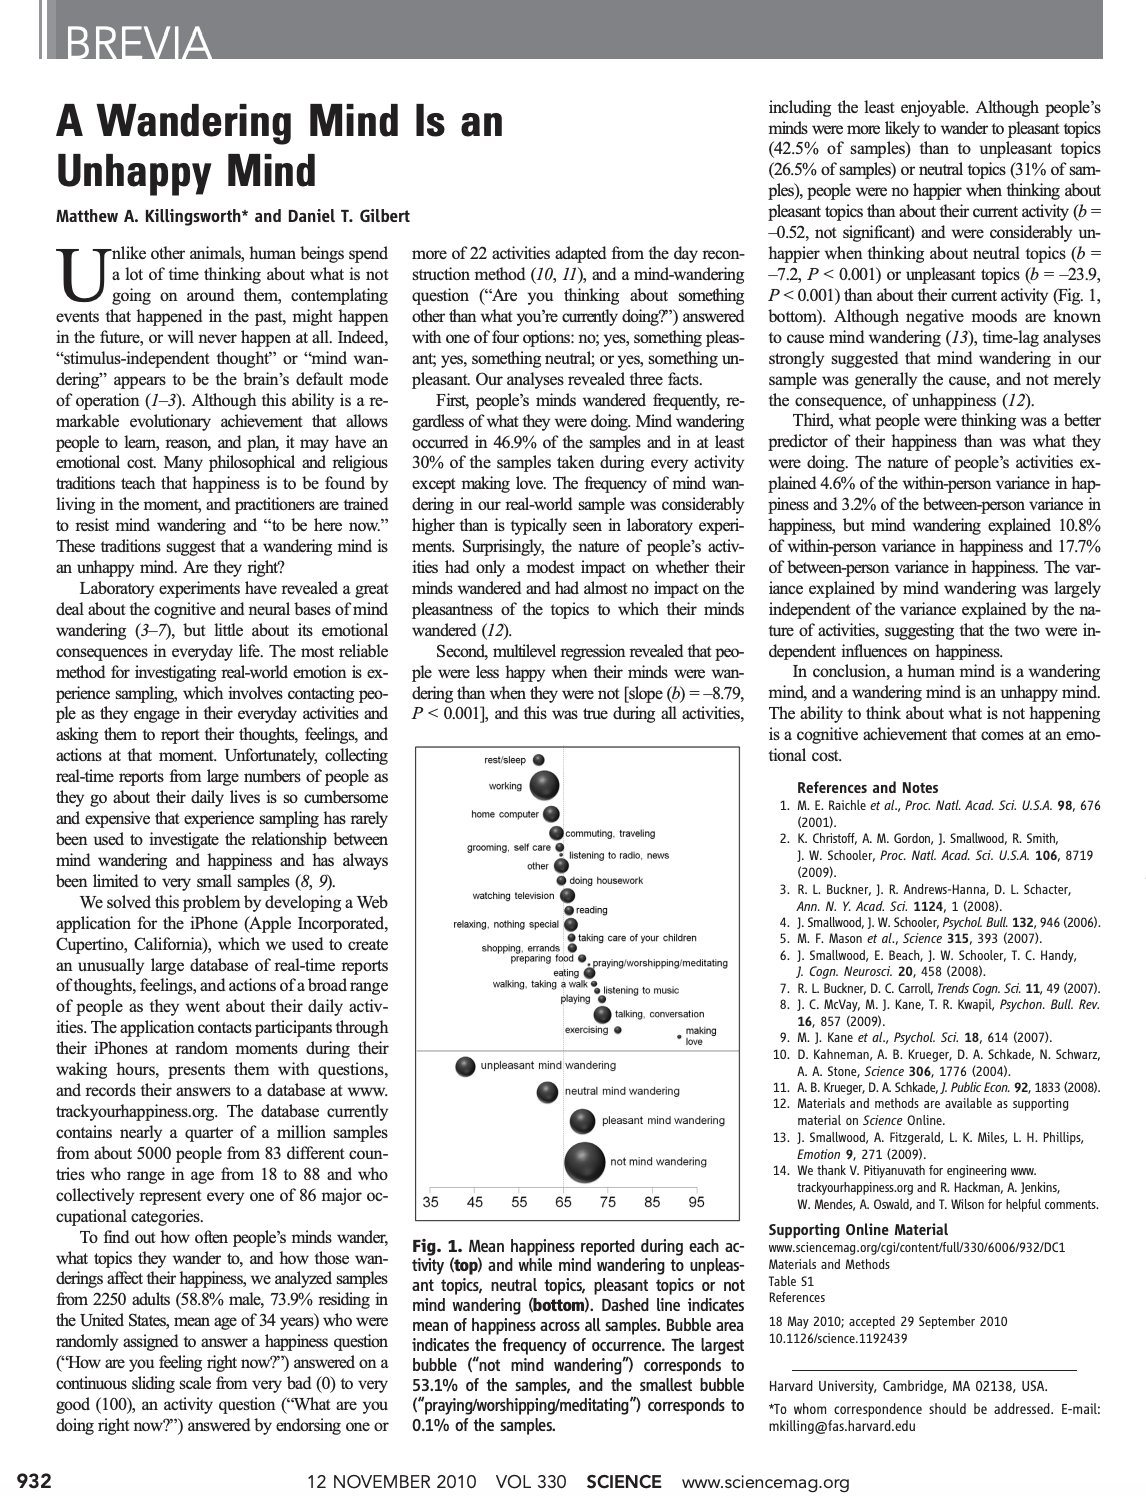 BREVIA
A Wandering Mind Is an
Unhappy Mind
Matthew A. Killingsworth* and Daniel T. Gilbert
Unlike other animals, human beings spend
a lot of time thinking about what is not
going on around them, contemplating
events that happened in the past, might happen
in the future, or will never happen at all. Indeed,
“stimulus-independent thought” or “mind wan-
dering” appears to be the brain’s default mode
of operation (1–3). Although this ability is a re-
markable evolutionary achievement that allows
people to learn, reason, and plan, it may have an
emotional cost. Many philosophical and religious
traditions teach that happiness is to be found by
living in the moment, and practitioners are trained
to resist mind wandering and “to be here now.”
These traditions suggest that a wandering mind is
an unhappy mind. Are they right?
Laboratory experiments have revealed a great
deal about the cognitive and neural bases of mind
wandering (3–7), but little about its emotional
consequences in everyday life. The most reliable
method for investigating real-world emotion is ex-
perience sampling, which involves contacting peo-
ple as they engage in their everyday activities and
asking them to report their thoughts, feelings, and
actions at that moment. Unfortunately, collecting
real-time reports from large numbers of people as
they go about their daily lives is so cumbersome
and expensive that experience sampling has rarely
been used to investigate the relationship between
mind wandering and happiness and has always
been limited to very small samples (8, 9).
We solved this problem by developing a Web
application for the iPhone (Apple Incorporated,
Cupertino, California), which we used to create
an unusually large database of real-time reports
of thoughts, feelings, and actions of a broad range
of people as they went about their daily activ-
ities. The application contacts participants through
their iPhones at random moments during their
waking hours, presents them with questions,
and records their answers to a database at www.
trackyourhappiness.org. The database currently
contains nearly a quarter of a million samples
from about 5000 people from 83 different coun-
tries who range in age from 18 to 88 and who
collectively represent every one of 86 major oc-
cupational categories.
To find out how often people’s minds wander,
what topics they wander to, and how those wan-
derings affect their happiness, we analyzed samples
from 2250 adults (58.8% male, 73.9% residing in
the United States, mean age of 34 years) who were
randomly assigned to answer a happiness question
(“How are you feeling right now?”) answered on a
continuous sliding scale from very bad (0) to very
good (100), an activity question (“What are you
doing right now?”) answered by endorsing one or
more of 22 activities adapted from the day recon-
struction method (10, 11), and a mind-wandering
question (“Are you thinking about something
other than what you’re currently doing?”) answered
with one of four options: no; yes, something pleas-
ant; yes, something neutral; or yes, something un-
pleasant. Our analyses revealed three facts.
First, people’s minds wandered frequently, re-
gardless of what they were doing. Mind wandering
occurred in 46.9% of the samples and in at least
30% of the samples taken during every activity
except making love. The frequency of mind wan-
dering in our real-world sample was considerably
higher than is typically seen in laboratory experi-
ments. Surprisingly, the nature of people’s activ-
ities had only a modest impact on whether their
minds wandered and had almost no impact on the
pleasantness of the topics to which their minds
wandered (12).
Second, multilevel regression revealed that peo-
ple were less happy when their minds were wan-
dering than when they were not [slope (b) = –8.79,
P < 0.001], and this was true during all activities,
rest/sleep
working
home computer
commuting, traveling
grooming, self care
listening to radio, news
other
doing housework
watching television
reading
relaxing, nothing special
taking care of your children
shopping, errands
preparing food
praying/worshipping/meditating
eating
walking, taking a walk
listening to music
playing
talking, conversation
exercising
making
love
unpleasant mind wandering
neutral mind wandering
pleasant mind wandering
not mind wandering
35 45 55 65 75 85 95
Fig. 1. Mean happiness reported during each ac-
tivity (top) and while mind wandering to unpleas-
ant topics, neutral topics, pleasant topics or not
mind wandering (bottom). Dashed line indicates
mean of happiness across all samples. Bubble area
indicates the frequency of occurrence. The largest
bubble (“not mind wandering”) corresponds to
53.1% of the samples, and the smallest bubble
(“praying/worshipping/meditating”) corresponds to
0.1% of the samples.
including the least enjoyable. Although people’s
minds were more likely to wander to pleasant topics
(42.5% of samples) than to unpleasant topics
(26.5% of samples) or neutral topics (31% of sam-
ples), people were no happier when thinking about
pleasant topics than about their current activity (b =
–0.52, not significant) and were considerably un-
happier when thinking about neutral topics (b =
–7.2, P < 0.001) or unpleasant topics (b = –23.9,
P < 0.001) than about their current activity (Fig. 1,
bottom). Although negative moods are known
to cause mind wandering (13), time-lag analyses
strongly suggested that mind wandering in our
sample was generally the cause, and not merely
the consequence, of unhappiness (12).
Third, what people were thinking was a better
predictor of their happiness than was what they
were doing. The nature of people’s activities ex-
plained 4.6% of the within-person variance in hap-
piness and 3.2% of the between-person variance in
happiness, but mind wandering explained 10.8%
of within-person variance in happiness and 17.7%
of between-person variance in happiness. The var-
iance explained by mind wandering was largely
independent of the variance explained by the na-
ture of activities, suggesting that the two were in-
dependent influences on happiness.
In conclusion, a human mind is a wandering
mind, and a wandering mind is an unhappy mind.
The ability to think about what is not happening
is a cognitive achievement that comes at an emo-
tional cost.
References and Notes
1. M. E. Raichle et al., Proc. Natl. Acad. Sci. U.S.A. 98, 676
(2001).
2. K. Christoff, A. M. Gordon, J. Smallwood, R. Smith,
J. W. Schooler, Proc. Natl. Acad. Sci. U.S.A. 106, 8719
(2009).
3. R. L. Buckner, J. R. Andrews-Hanna, D. L. Schacter,
Ann. N. Y. Acad. Sci. 1124, 1 (2008).
4. J. Smallwood, J. W. Schooler, Psychol. Bull. 132, 946 (2006).
5. M. F. Mason et al., Science 315, 393 (2007).
6. J. Smallwood, E. Beach, J. W. Schooler, T. C. Handy,
J. Cogn. Neurosci. 20, 458 (2008).
7. R. L. Buckner, D. C. Carroll, Trends Cogn. Sci. 11, 49 (2007).
8. J. C. McVay, M. J. Kane, T. R. Kwapil, Psychon. Bull. Rev.
16, 857 (2009).
9. M. J. Kane et al., Psychol. Sci. 18, 614 (2007).
10. D. Kahneman, A. B. Krueger, D. A. Schkade, N. Schwarz,
A. A. Stone, Science 306, 1776 (2004).
11. A. B. Krueger, D. A. Schkade, J. Public Econ. 92, 1833 (2008).
12. Materials and methods are available as supporting
material on Science Online.
13. J. Smallwood, A. Fitzgerald, L. K. Miles, L. H. Phillips,
Emotion 9, 271 (2009).
14. We thank V. Pitiyanuvath for engineering www.
trackyourhappiness.org and R. Hackman, A. Jenkins,
W. Mendes, A. Oswald, and T. Wilson for helpful comments.
Supporting Online Material
www.sciencemag.org/cgi/content/full/330/6006/932/DC1
Materials and Methods
Table S1
References
18 May 2010; accepted 29 September 2010
10.1126/science.1192439
Harvard University, Cambridge, MA 02138, USA.
*To whom correspondence should be addressed. E-mail:
mkilling@fas.harvard.edu
932 12 NOVEMBER 2010 VOL 330 SCIENCE www.sciencemag.org